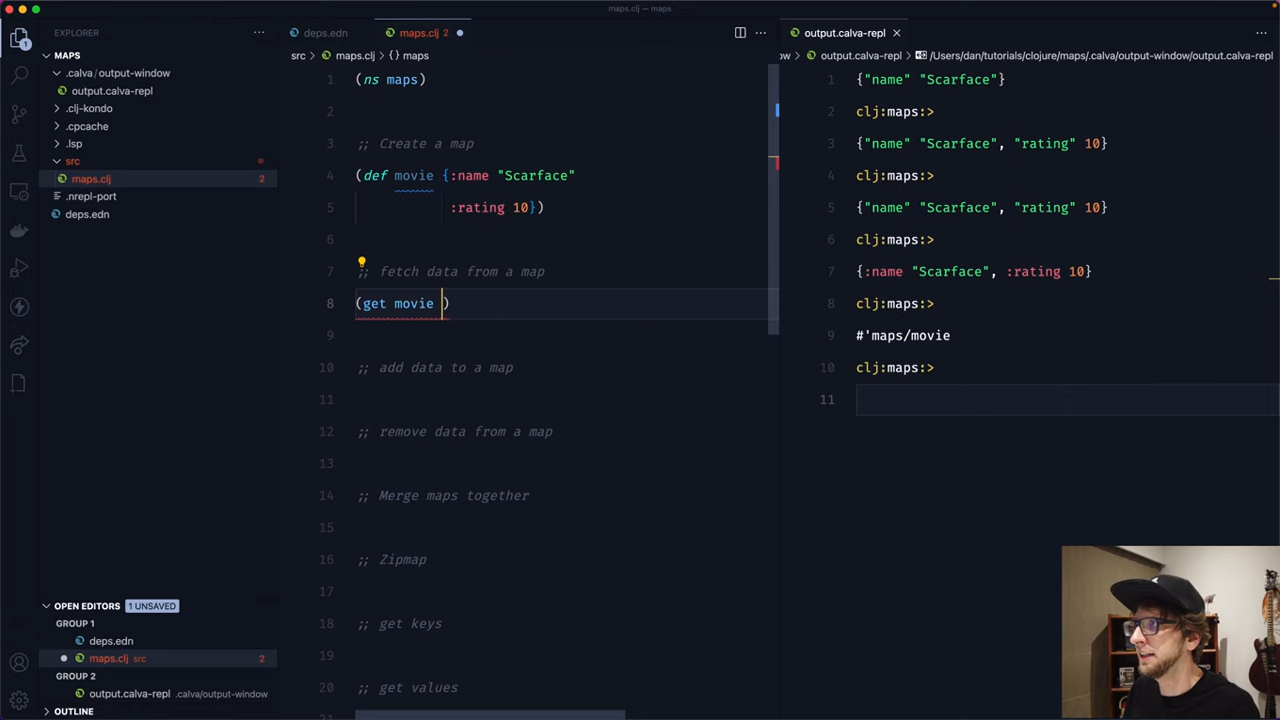 maps.clj — maps
EXPLORER
MAPS
.calva / output-window
output.calva-repl
.clj-kondo
.cpcache
.lsp
src
maps.clj 2
.nrepl-port
deps.edn
OPEN EDITORS 1 UNSAVED
GROUP 1
deps.edn
maps.clj src 2
GROUP 2
output.calva-repl .calva/output-window
OUTLINE
1
deps.edn
maps.clj 2
src > maps.clj > {} maps
1 (ns maps)
2
3 ;; Create a map
4 (def movie {:name "Scarface"
5 :rating 10})
6
7 ;; fetch data from a map
8 (get movie )
9
10 ;; add data to a map
11
12 ;; remove data from a map
13
14 ;; Merge maps together
15
16 ;; Zipmap
17
18 ;; get keys
19
20 ;; get values
output.calva-repl
ow > output.calva-repl > /Users/dan/tutorials/clojure/maps/.calva/output-window/output.calva-repl
1 {"name" "Scarface"}
2 clj:maps:>
3 {"name" "Scarface", "rating" 10}
4 clj:maps:>
5 {"name" "Scarface", "rating" 10}
6 clj:maps:>
7 {:name "Scarface", :rating 10}
8 clj:maps:>
9 #'maps/movie
10 clj:maps:>
11